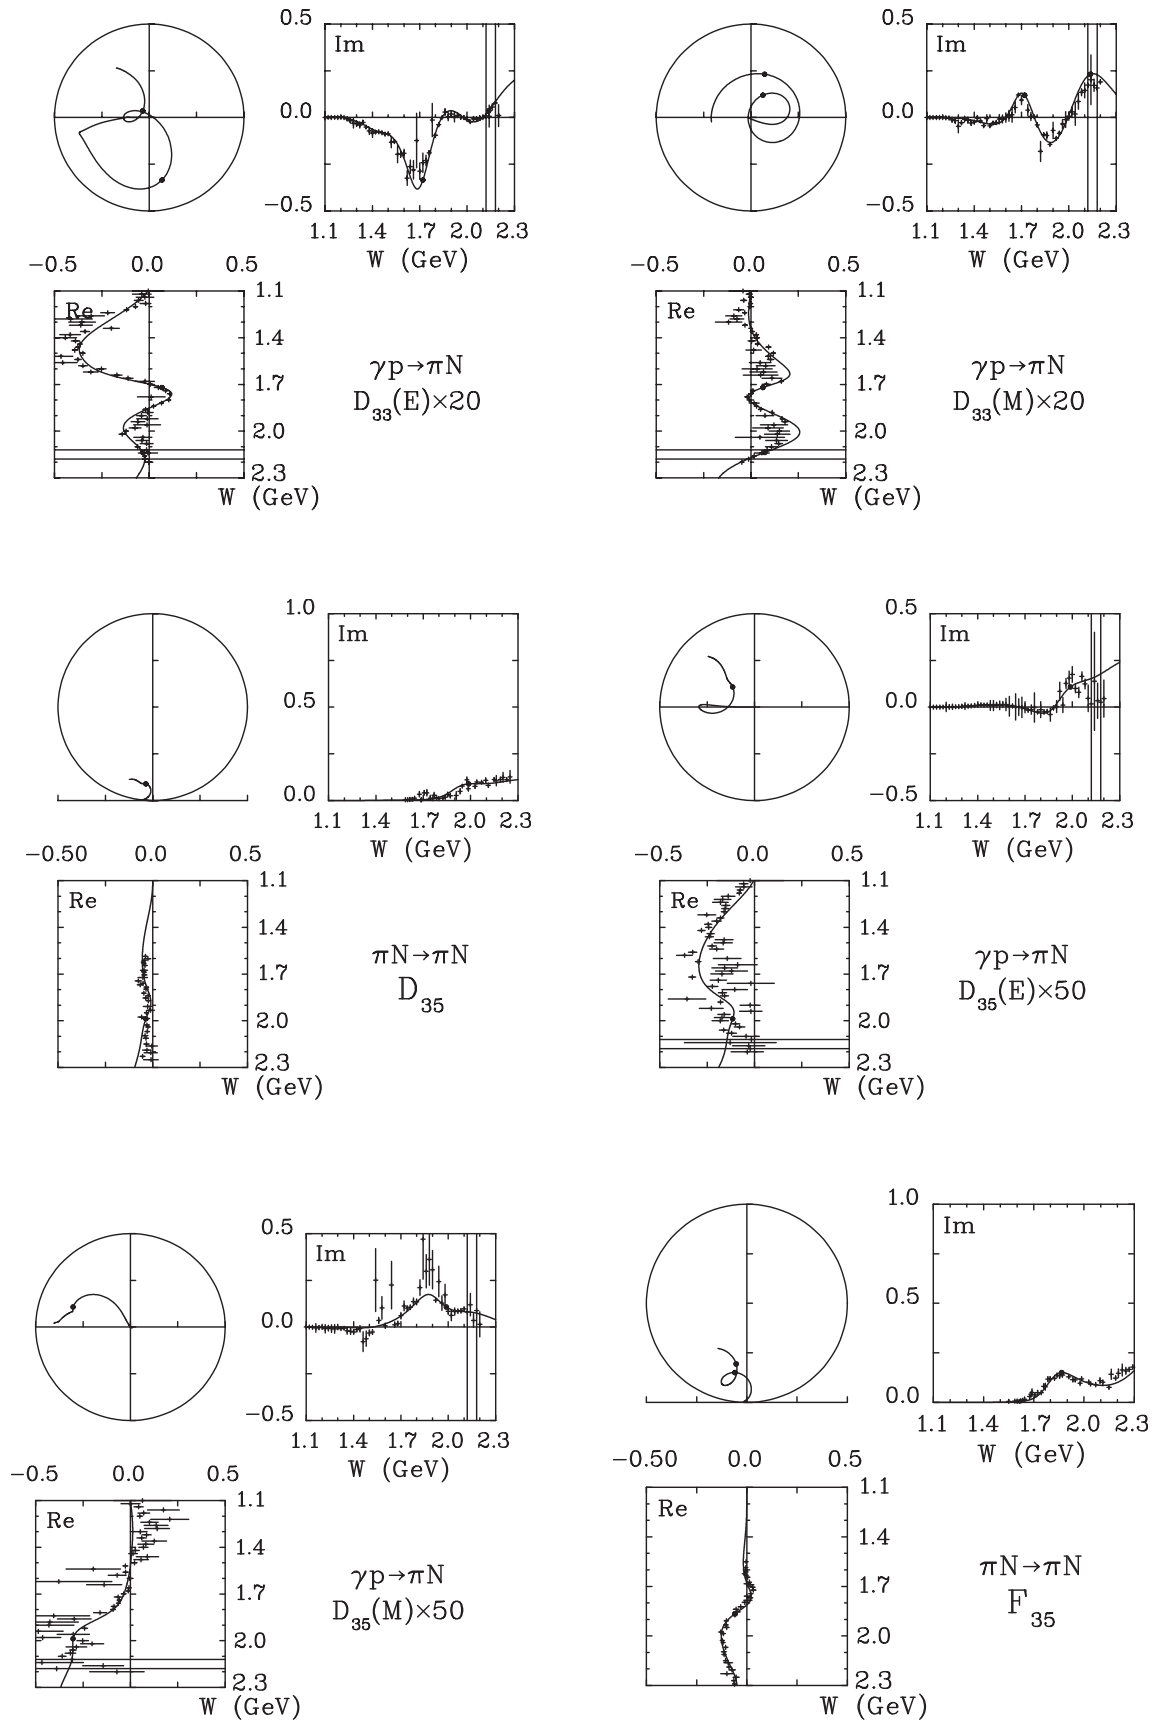 0.5
Im
0.0
−0.5
1.1 1.4 1.7 2.0 2.3
W (GeV)
−0.5 0.0 0.5
Re
1.1
1.4
1.7
2.0
2.3
W (GeV)
γp→πN
D33(E)×20
0.5
Im
0.0
−0.5
1.1 1.4 1.7 2.0 2.3
W (GeV)
−0.5 0.0 0.5
Re
1.1
1.4
1.7
2.0
2.3
W (GeV)
γp→πN
D33(M)×20
1.0
Im
0.5
0.0
1.1 1.4 1.7 2.0 2.3
W (GeV)
−0.50 0.0 0.5
Re
1.1
1.4
1.7
2.0
2.3
W (GeV)
πN→πN
D35
0.5
Im
0.0
−0.5
1.1 1.4 1.7 2.0 2.3
W (GeV)
−0.5 0.0 0.5
Re
1.1
1.4
1.7
2.0
2.3
W (GeV)
γp→πN
D35(E)×50
0.5
Im
0.0
−0.5
1.1 1.4 1.7 2.0 2.3
W (GeV)
−0.5 0.0 0.5
Re
1.1
1.4
1.7
2.0
2.3
W (GeV)
γp→πN
D35(M)×50
1.0
Im
0.5
0.0
1.1 1.4 1.7 2.0 2.3
W (GeV)
−0.50 0.0 0.5
Re
1.1
1.4
1.7
2.0
2.3
W (GeV)
πN→πN
F35